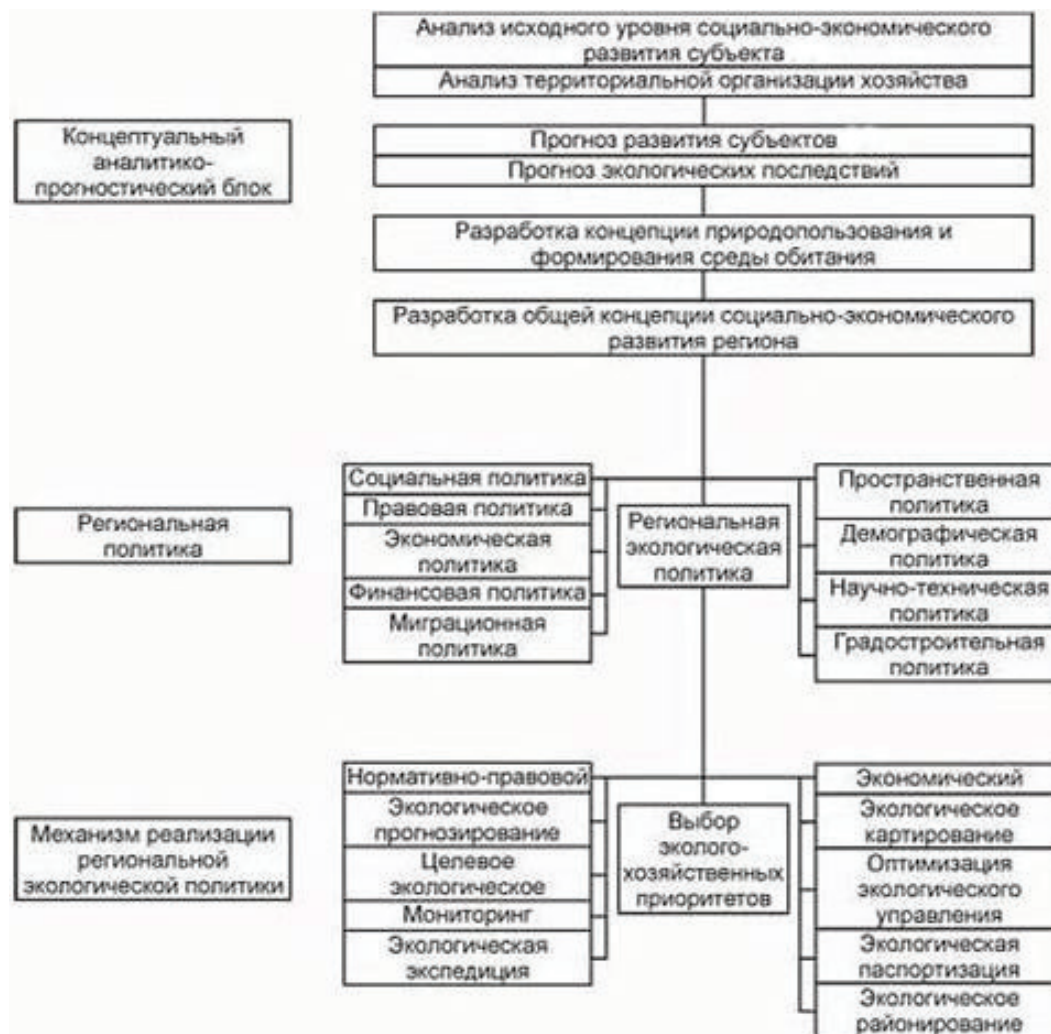 Анализ исходного уровня социально-экономического
развития субъекта
Анализ территориальной организации хозяйства
Концептуальный
аналитико-
прогностический блок
Прогноз развития субъектов
Прогноз экологических последствий
Разработка концепции природопользования и
формирования среды обитания
Разработка общей концепции социально-экономического
развития региона
Региональная
политика
Социальная политика
Правовая политика
Экономическая
политика
Финансовая политика
Миграционная
политика
Региональная
экологическая
политика
Пространственная
политика
Демографическая
политика
Научно-техническая
политика
Градостроительная
политика
Механизм реализации
региональной
экологической политики
Нормативно-правовой
Экологическое
прогнозирование
Целевое
экологическое
Мониторинг
Экологическая
экспедиция
Выбор
эколого-
хозяйственных
приоритетов
Экономический
Экологическое
картирование
Оптимизация
экологического
управления
Экологическая
паспортизация
Экологическое
районирование